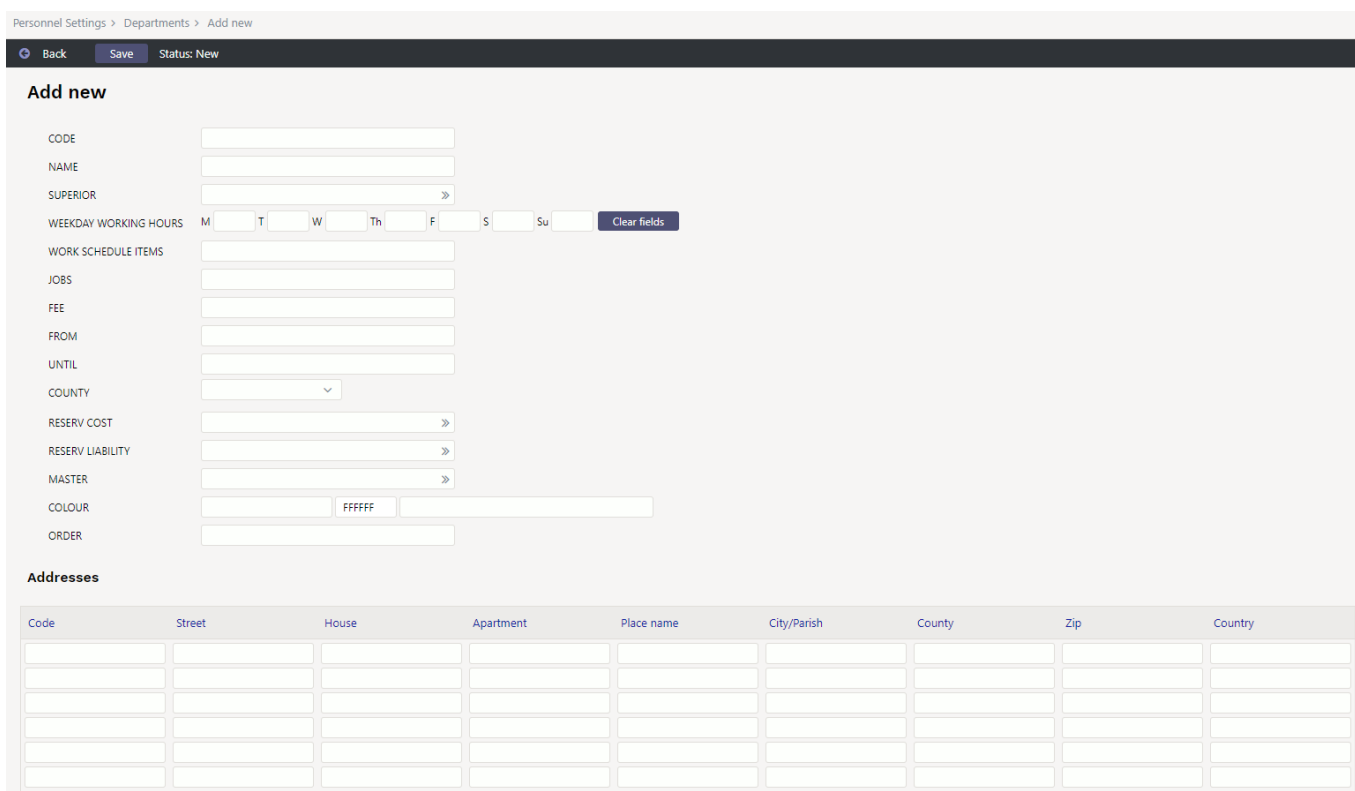 Personnel Settings > Departments > Add new
Back Save Status: New
Add new
CODE
NAME
SUPERIOR »
WEEKDAY WORKING HOURS M T W Th F S Su Clear fields
WORK SCHEDULE ITEMS
JOBS
FEE
FROM
UNTIL
COUNTY
RESERV COST »
RESERV LIABILITY »
MASTER »
COLOUR FFFFFF
ORDER
Addresses
Code Street House Apartment Place name City/Parish County Zip Country